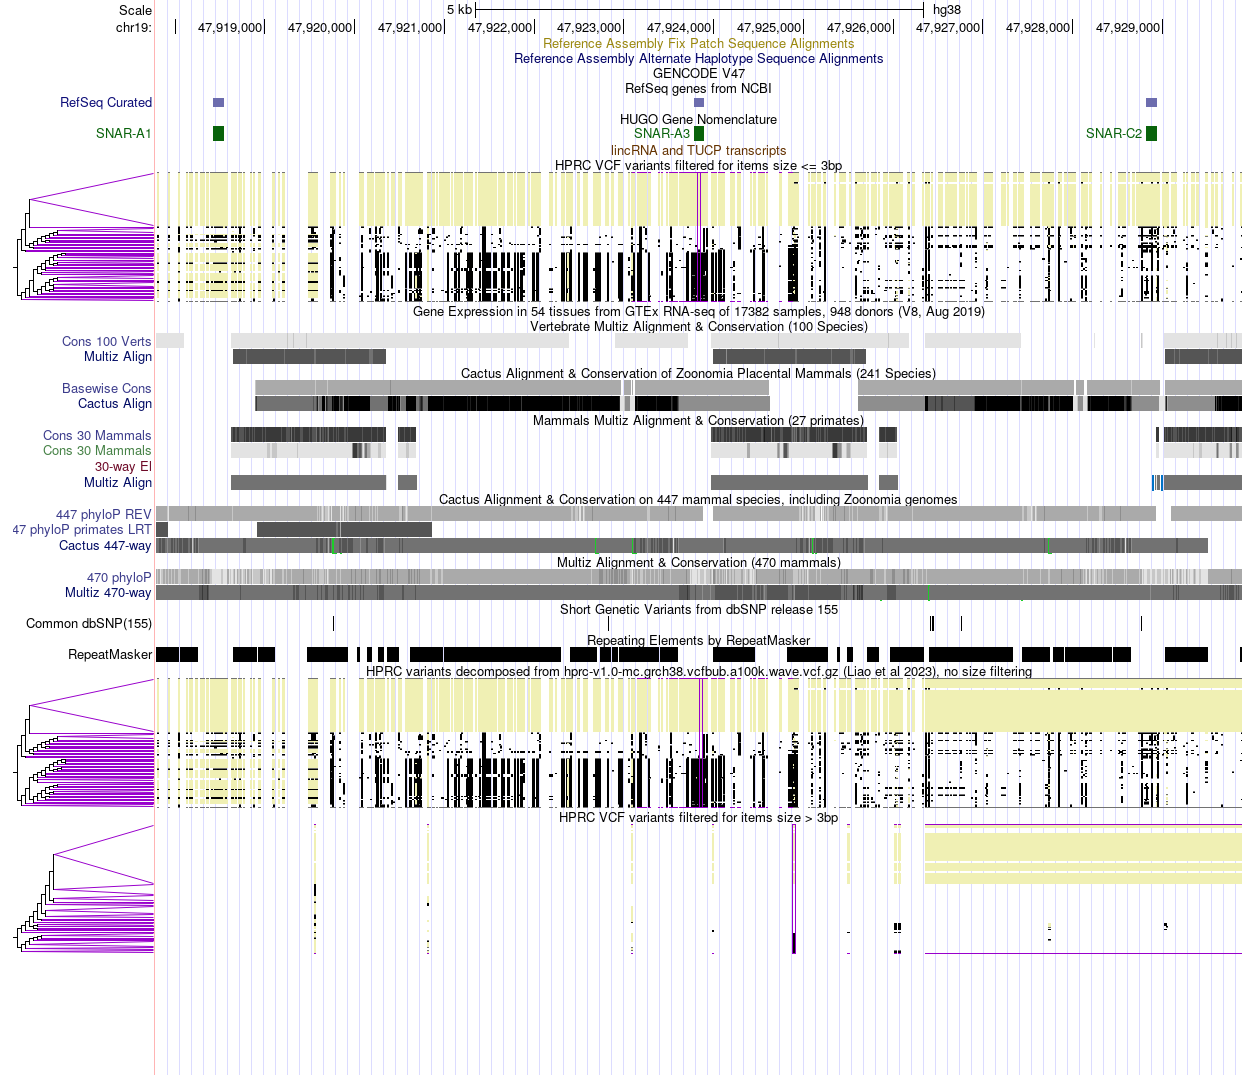 Scale 5 kb hg38
chr19: 47,919,000 47,920,000 47,921,000 47,922,000 47,923,000 47,924,000 47,925,000 47,926,000 47,927,000 47,928,000 47,929,000
Reference Assembly Fix Patch Sequence Alignments
Reference Assembly Alternate Haplotype Sequence Alignments
GENCODE V47
RefSeq genes from NCBI
RefSeq Curated
HUGO Gene Nomenclature
SNAR-A1 SNAR-A3 SNAR-C2
lincRNA and TUCP transcripts
HPRC VCF variants filtered for items size <= 3bp
Gene Expression in 54 tissues from GTEx RNA-seq of 17382 samples, 948 donors (V8, Aug 2019)
Vertebrate Multiz Alignment & Conservation (100 Species)
Cons 100 Verts
Multiz Align
Cactus Alignment & Conservation of Zoonomia Placental Mammals (241 Species)
Basewise Cons
Cactus Align
Mammals Multiz Alignment & Conservation (27 primates)
Cons 30 Mammals
Cons 30 Mammals
30-way El
Multiz Align
Cactus Alignment & Conservation on 447 mammal species, including Zoonomia genomes
447 phyloP REV
47 phyloP primates LRT
Cactus 447-way
Multiz Alignment & Conservation (470 mammals)
470 phyloP
Multiz 470-way
Short Genetic Variants from dbSNP release 155
Common dbSNP(155)
Repeating Elements by RepeatMasker
RepeatMasker
HPRC variants decomposed from hprc-v1.0-mc.grch38.vcfbub.a100k.wave.vcf.gz (Liao et al 2023), no size filtering
HPRC VCF variants filtered for items size > 3bp